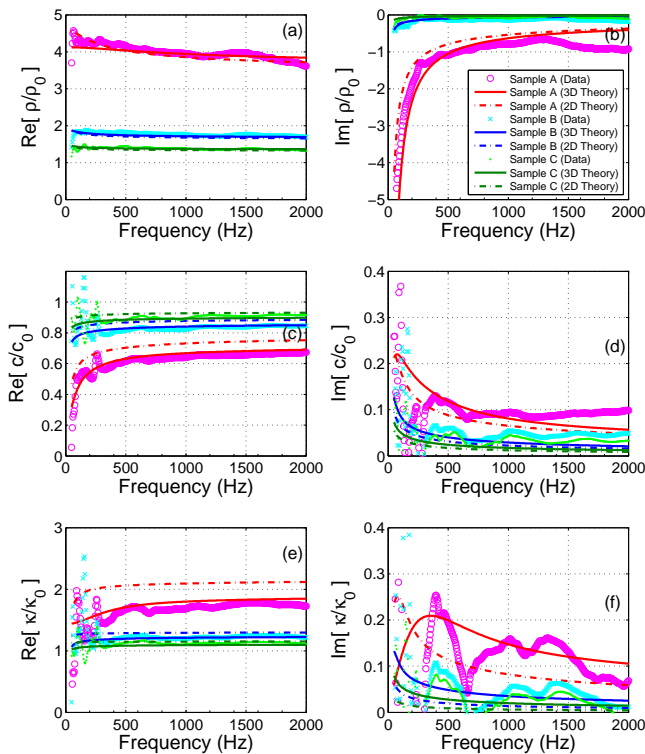 (a)
Re[ ρ/ρ0 ]
5
4
3
2
1
0
0 500 1000 1500 2000
Frequency (Hz)
(b)
Im[ ρ/ρ0 ]
0
−1
−2
−3
−4
−5
0 500 1000 1500 2000
Frequency (Hz)
Sample A (Data)
Sample A (3D Theory)
Sample A (2D Theory)
Sample B (Data)
Sample B (3D Theory)
Sample B (2D Theory)
Sample C (Data)
Sample C (3D Theory)
Sample C (2D Theory)
(c)
Re[ c/c0 ]
1
0.8
0.6
0.4
0.2
0
0 500 1000 1500 2000
Frequency (Hz)
(d)
Im[ c/c0 ]
0.4
0.3
0.2
0.1
0
0 500 1000 1500 2000
Frequency (Hz)
(e)
Re[ κ/κ0 ]
3
2
1
0
0 500 1000 1500 2000
Frequency (Hz)
(f)
Im[ κ/κ0 ]
0.4
0.3
0.2
0.1
0
0 500 1000 1500 2000
Frequency (Hz)